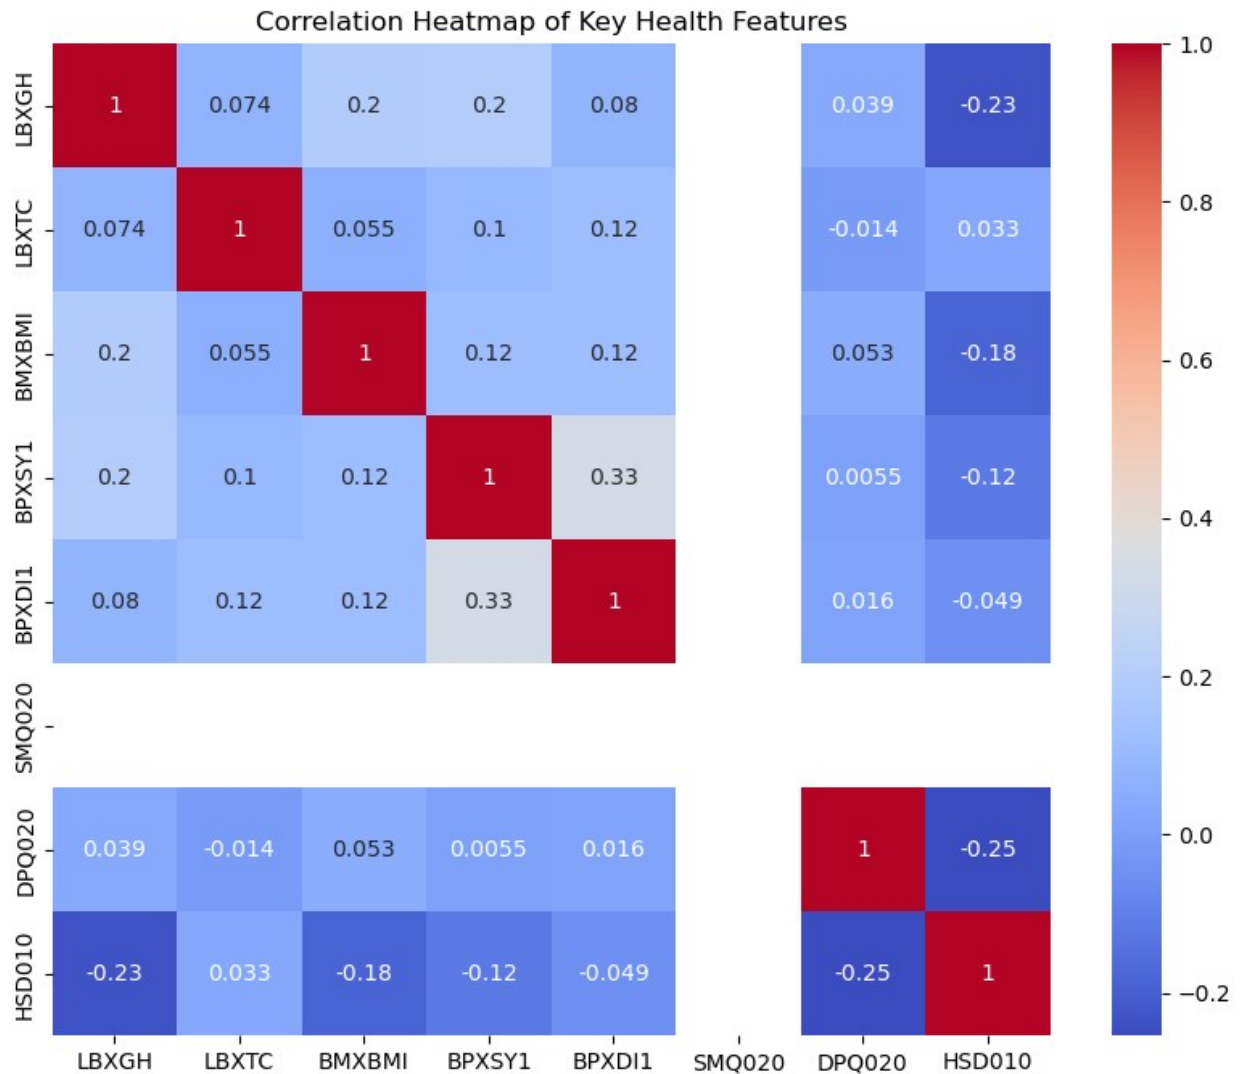 Correlation Heatmap of Key Health Features
LBXGH 1 0.074 0.2 0.2 0.08 0.039 -0.23
LBXTC 0.074 1 0.055 0.1 0.12 -0.014 0.033
BMXBMI 0.2 0.055 1 0.12 0.12 0.053 -0.18
BPXSY1 0.2 0.1 0.12 1 0.33 0.0055 -0.12
BPXDI1 0.08 0.12 0.12 0.33 1 0.016 -0.049
SMQ020
DPQ020 0.039 -0.014 0.053 0.0055 0.016 1 -0.25
HSD010 -0.23 0.033 -0.18 -0.12 -0.049 -0.25 1
LBXGH LBXTC BMXBMI BPXSY1 BPXDI1 SMQ020 DPQ020 HSD010
1.0
0.8
0.6
0.4
0.2
0.0
−0.2